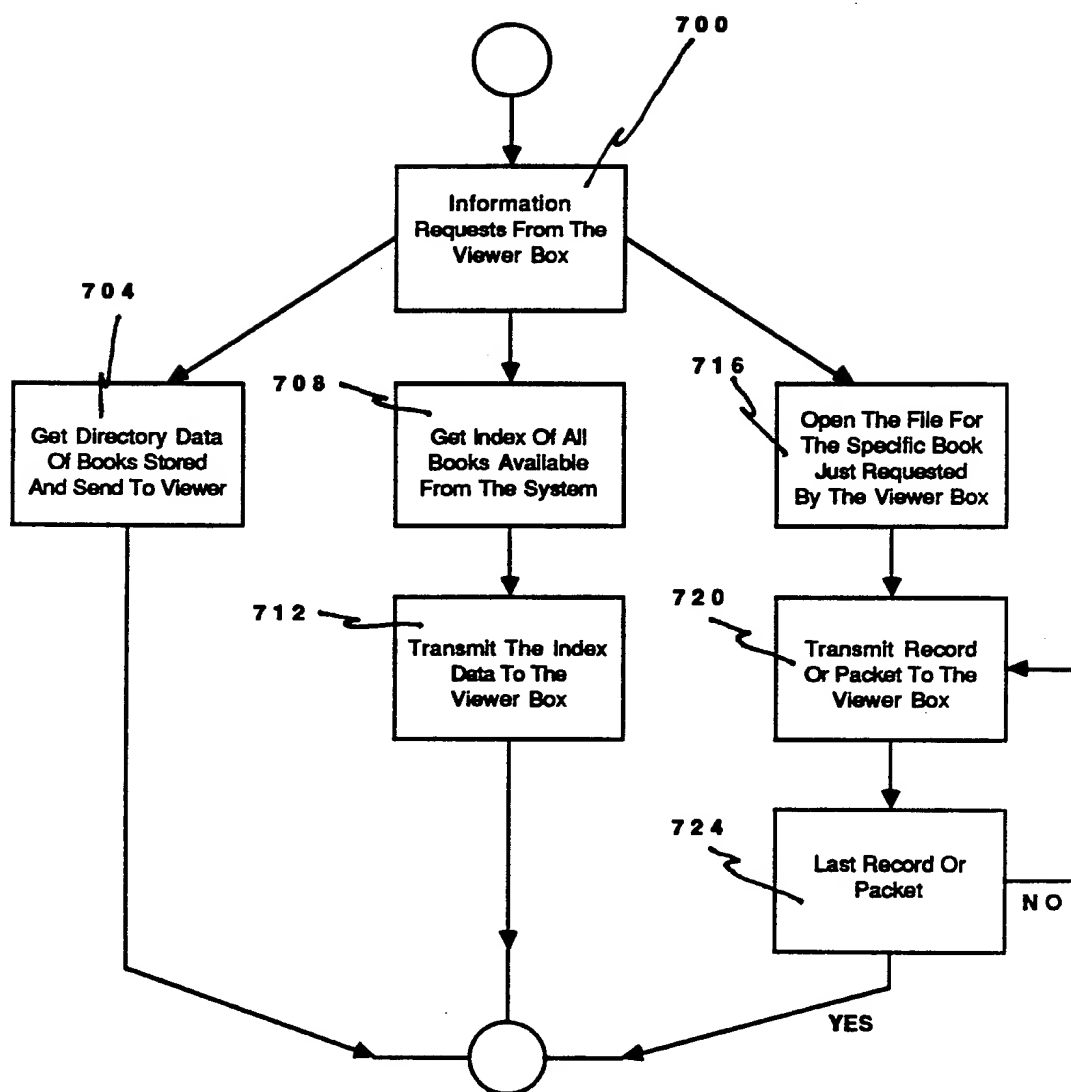 700
Information
Requests From The
Viewer Box
704
Get Directory Data
Of Books Stored
And Send To Viewer
708
Get Index Of All
Books Available
From The System
716
Open The File For
The Specific Book
Just Requested
By The Viewer Box
712
Transmit The Index
Data To The
Viewer Box
720
Transmit Record
Or Packet To The
Viewer Box
724
Last Record Or
Packet
NO
YES